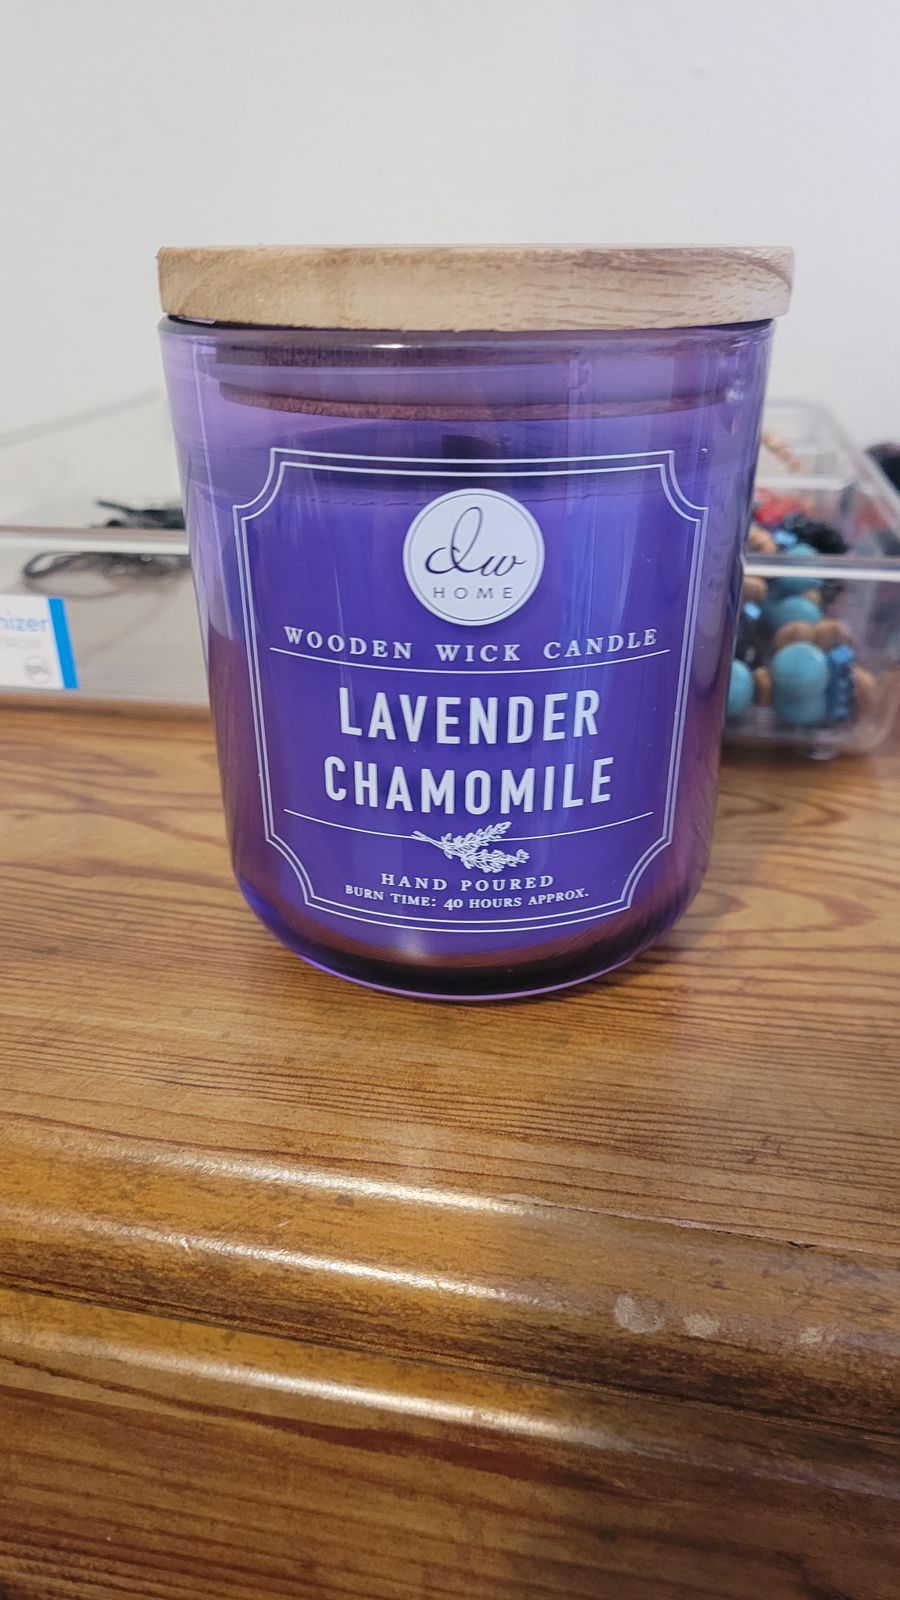 dw
HOME
WOODEN WICK CANDLE
LAVENDER
CHAMOMILE
HAND POURED
BURN TIME: 40 HOURS APPROX.